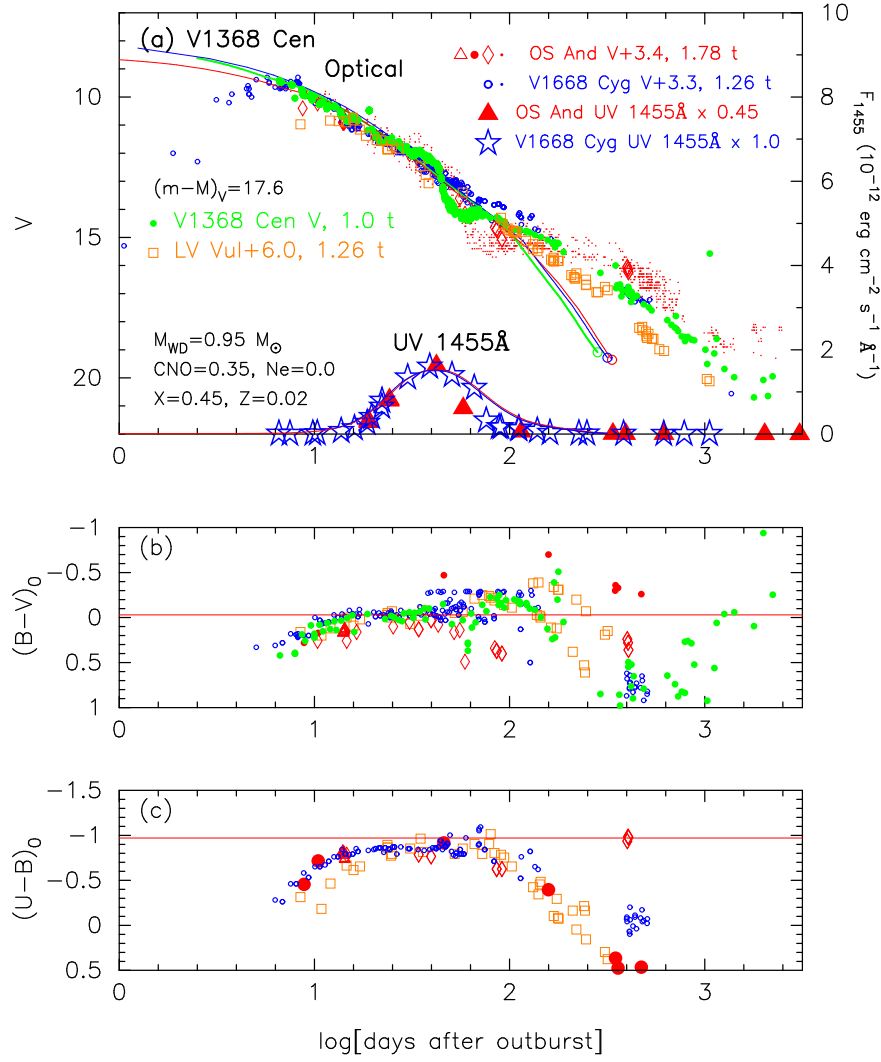 (a) V1368 Cen
Optical
OS And V+3.4, 1.78 t
V1668 Cyg V+3.3, 1.26 t
OS And UV 1455Å x 0.45
V1668 Cyg UV 1455Å x 1.0
(m−M)V=17.6
V1368 Cen V, 1.0 t
LV Vul+6.0, 1.26 t
MWD=0.95 M⊙
CNO=0.35, Ne=0.0
X=0.45, Z=0.02
UV 1455Å
V
10
15
20
F1455 (10−12 erg cm−2 s−1 Å−1)
10
8
6
4
2
0
0 1 2 3
(b)
(B−V)0
−1
−0.5
0
0.5
1
0 1 2 3
(c)
(U−B)0
−1.5
−1
−0.5
0
0.5
0 1 2 3
log[days after outburst]